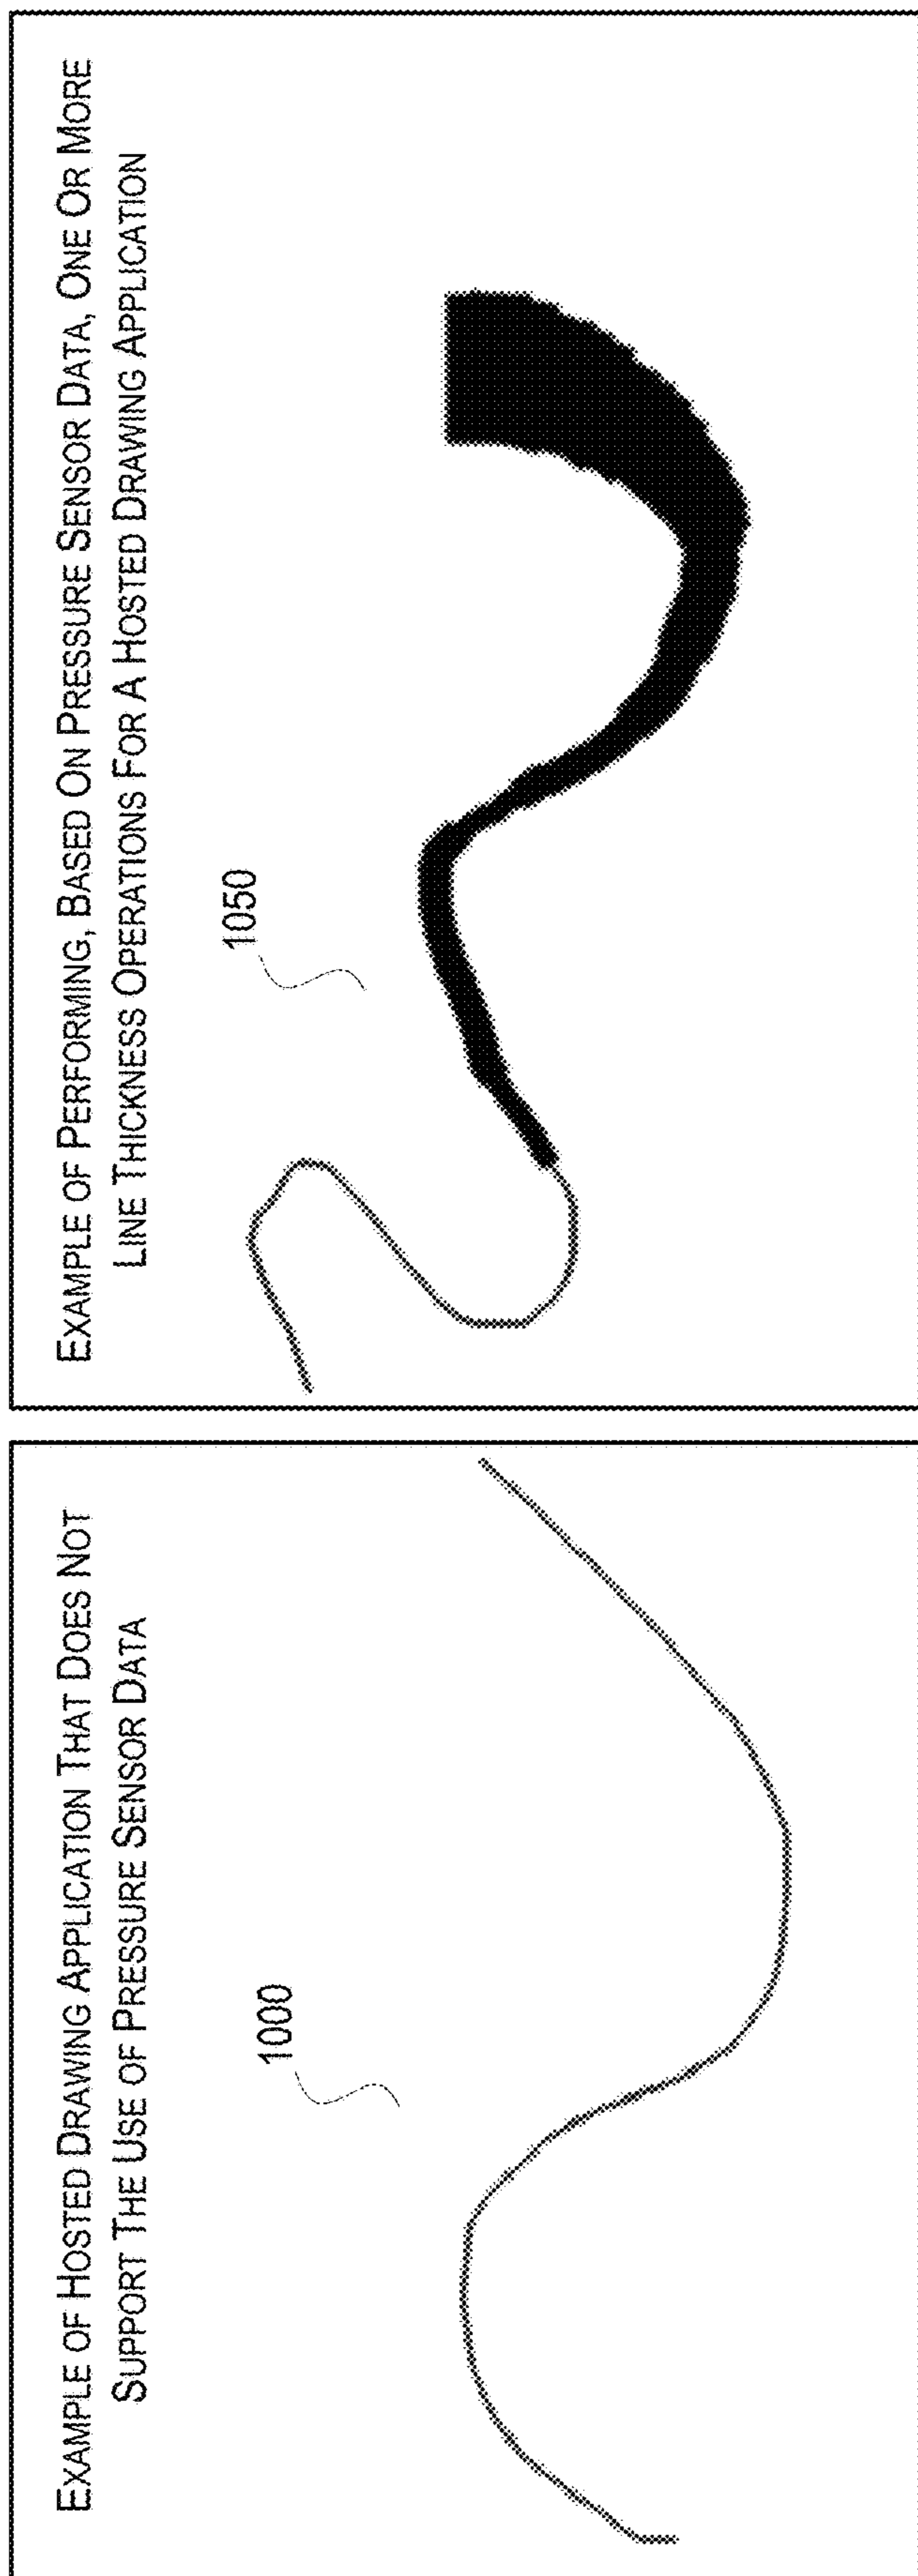 EXAMPLE OF HOSTED DRAWING APPLICATION THAT DOES NOT
SUPPORT THE USE OF PRESSURE SENSOR DATA
1000
EXAMPLE OF PERFORMING, BASED ON PRESSURE SENSOR DATA, ONE OR MORE
LINE THICKNESS OPERATIONS FOR A HOSTED DRAWING APPLICATION
1050